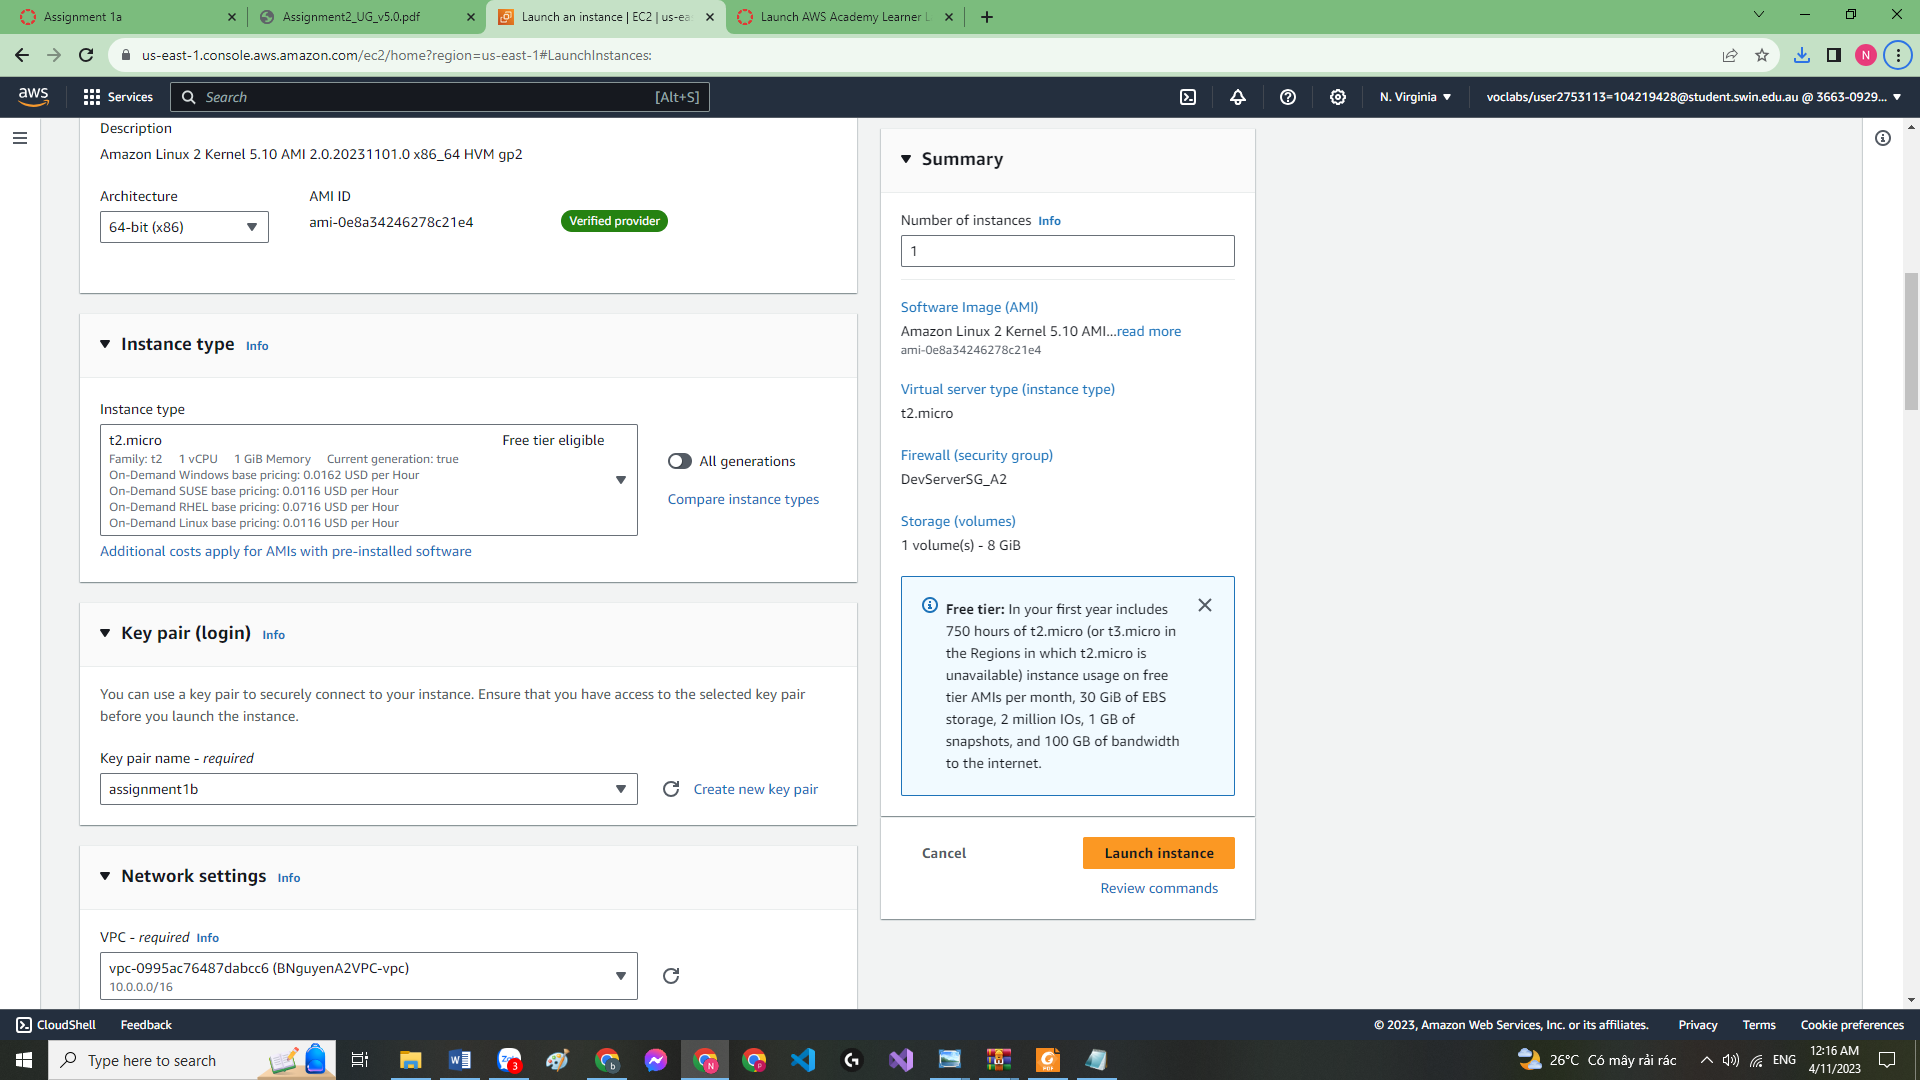 Assignment 1a
Assignment2_UG_v5.0.pdf
Launch an instance | EC2 | us-eas
Launch AWS Academy Learner L
us-east-1.console.aws.amazon.com/ec2/home?region=us-east-1#LaunchInstances:
N
aws
Services
Search
[Alt+S]
N. Virginia
voclabs/user2753113=104219428@student.swin.edu.au @ 3663-0929...
Description
Amazon Linux 2 Kernel 5.10 AMI 2.0.20231101.0 x86_64 HVM gp2
Architecture
AMI ID
64-bit (x86)
ami-0e8a34246278c21e4
Verified provider
Instance type Info
Instance type
t2.micro
Free tier eligible
Family: t2 1 vCPU 1 GiB Memory Current generation: true
On-Demand Windows base pricing: 0.0162 USD per Hour
On-Demand SUSE base pricing: 0.0116 USD per Hour
On-Demand RHEL base pricing: 0.0716 USD per Hour
On-Demand Linux base pricing: 0.0116 USD per Hour
All generations
Compare instance types
Additional costs apply for AMIs with pre-installed software
Key pair (login) Info
You can use a key pair to securely connect to your instance. Ensure that you have access to the selected key pair
before you launch the instance.
Key pair name - required
assignment1b
Create new key pair
Network settings Info
VPC - required Info
vpc-0995ac76487dabcc6 (BNguyenA2VPC-vpc)
10.0.0.0/16
Summary
Number of instances Info
1
Software Image (AMI)
Amazon Linux 2 Kernel 5.10 AMI...read more
ami-0e8a34246278c21e4
Virtual server type (instance type)
t2.micro
Firewall (security group)
DevServerSG_A2
Storage (volumes)
1 volume(s) - 8 GiB
Free tier: In your first year includes
750 hours of t2.micro (or t3.micro in
the Regions in which t2.micro is
unavailable) instance usage on free
tier AMIs per month, 30 GiB of EBS
storage, 2 million IOs, 1 GB of
snapshots, and 100 GB of bandwidth
to the internet.
Cancel
Launch instance
Review commands
CloudShell
Feedback
© 2023, Amazon Web Services, Inc. or its affiliates.
Privacy
Terms
Cookie preferences
Type here to search
26°C Có mây rải rác
ENG
12:16 AM
4/11/2023